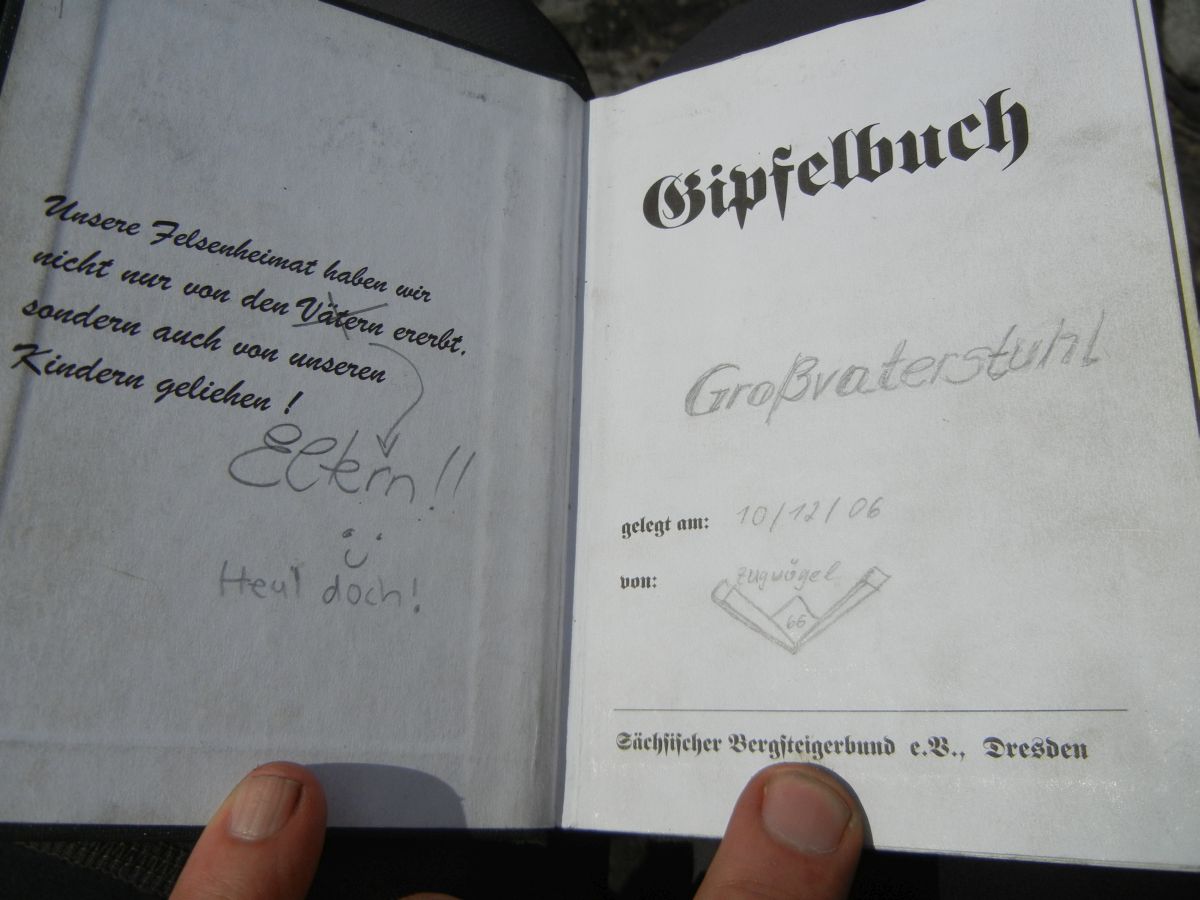 Unsere Felsenheimat haben wir
nicht nur von den Vätern ererbt,
sondern auch von unseren
Kindern geliehen !
Eltern!!
Heul doch!
Gipfelbuch
Großvaterstuhl
gelegt am: 10/12/06
von: Zugvögel
66
Sächsischer Bergsteigerbund e.V., Dresden